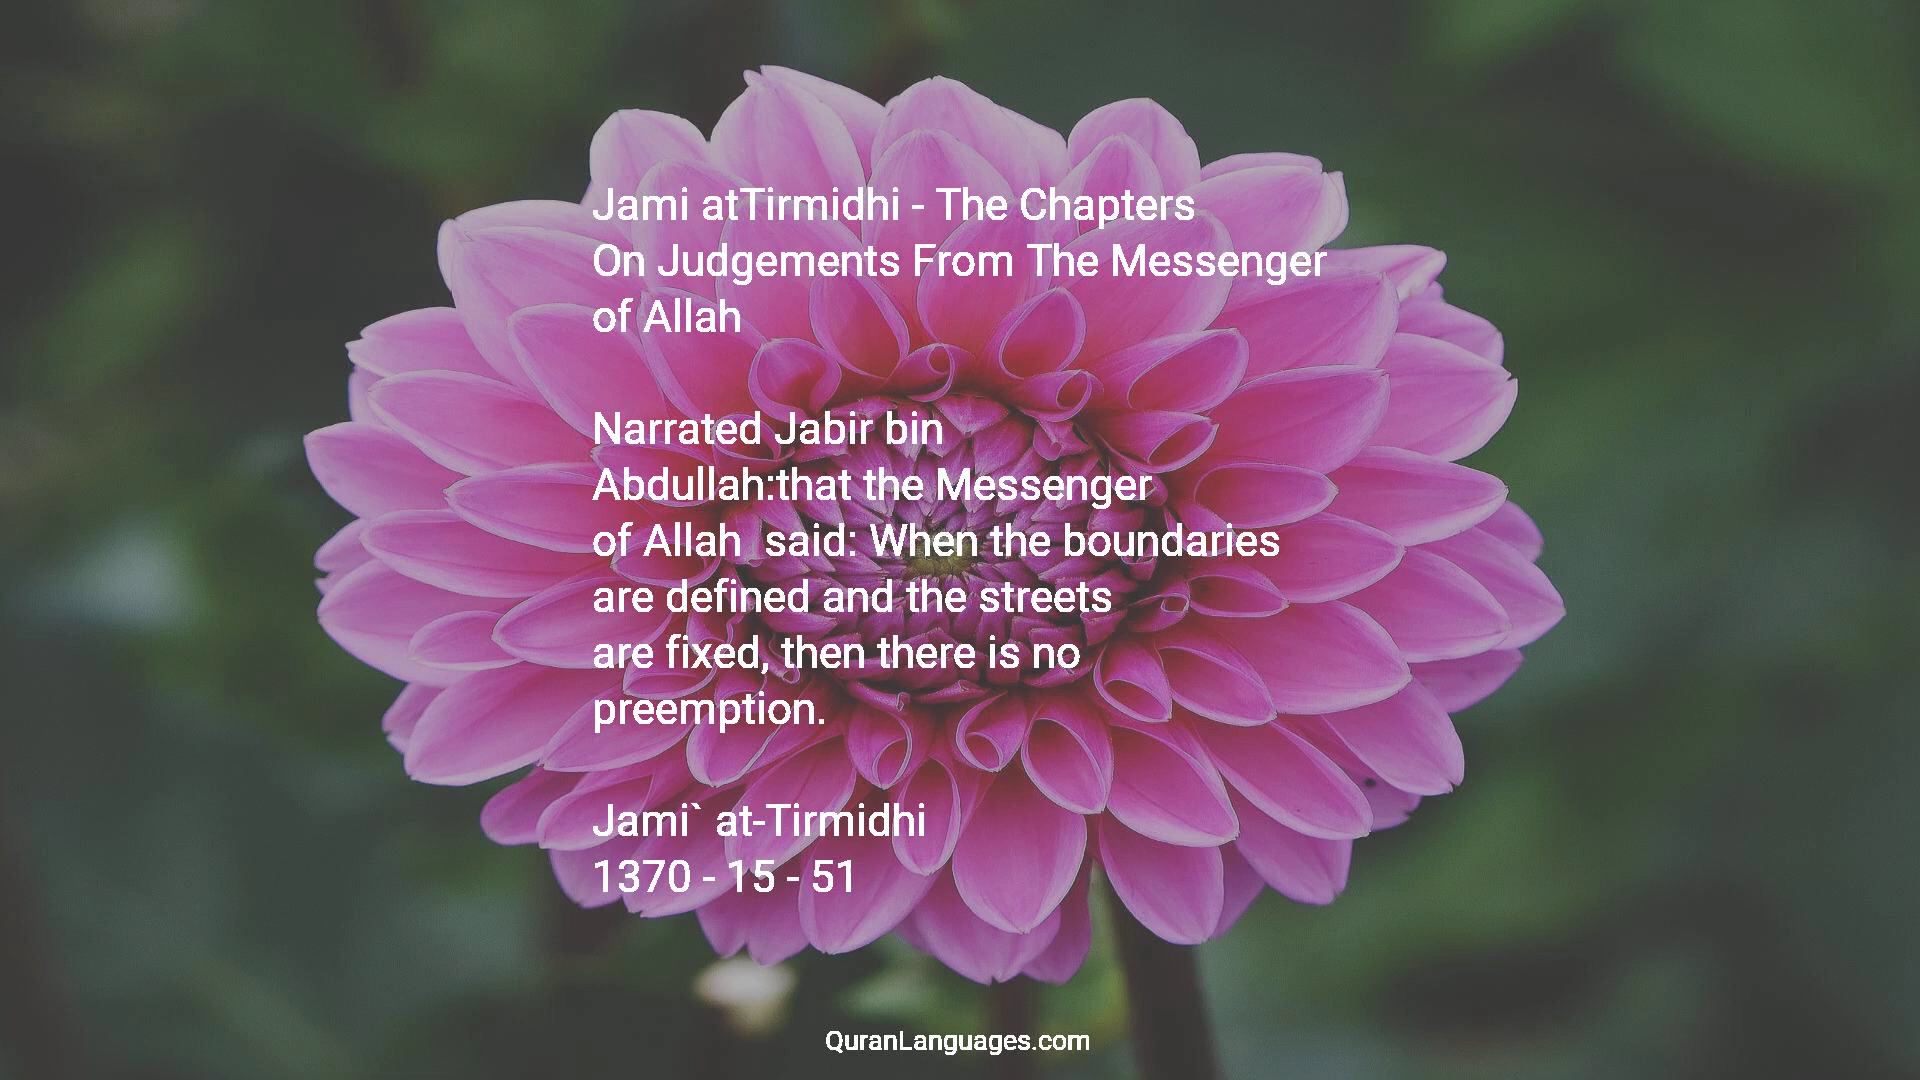 Jami atTirmidhi - The Chapters
On Judgements From The Messenger
of Allah
Narrated Jabir bin
Abdullah:that the Messenger
of Allah  said: When the boundaries
are defined and the streets
are fixed, then there is no
preemption.
Jami` at-Tirmidhi
1370 - 15 - 51
QuranLanguages.com